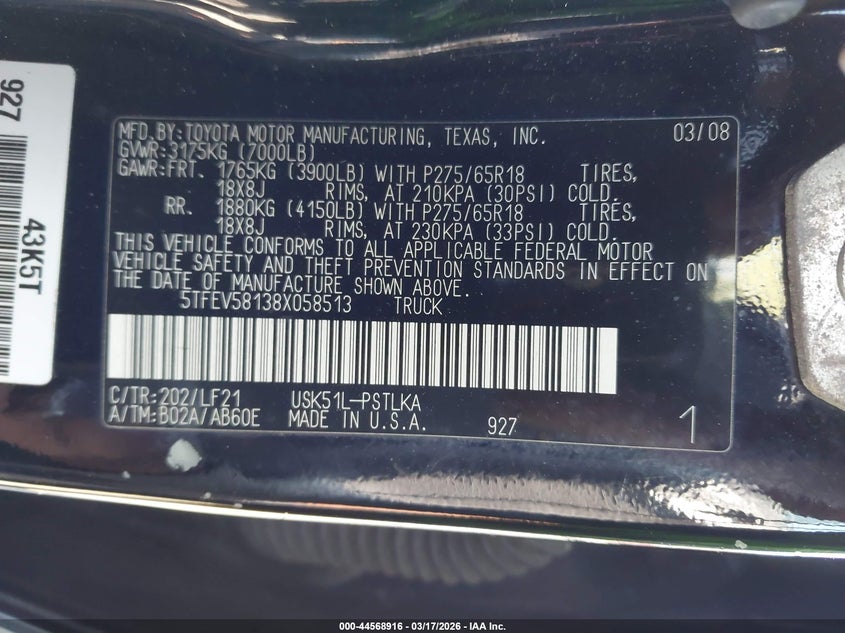 927 43K5T
MFD.BY:TOYOTA MOTOR MANUFACTURING, TEXAS, INC. 03/08
GVWR:3175KG (7000LB)
GAWR:FRT. 1765KG (3900LB) WITH P275/65R18 TIRES,
18X8J RIMS, AT 210KPA (30PSI) COLD.
RR. 1880KG (4150LB) WITH P275/65R18 TIRES,
18X8J RIMS, AT 230KPA (33PSI) COLD.
THIS VEHICLE CONFORMS TO ALL APPLICABLE FEDERAL MOTOR
VEHICLE SAFETY AND THEFT PREVENTION STANDARDS IN EFFECT ON
THE DATE OF MANUFACTURE SHOWN ABOVE.
5TFEV58138X058513 TRUCK
C/TR:202/LF21 USK51L-PSTLKA
A/TM:B02A/AB60E MADE IN U.S.A. 927 1
000-44568916 - 03/17/2026 - IAA Inc.